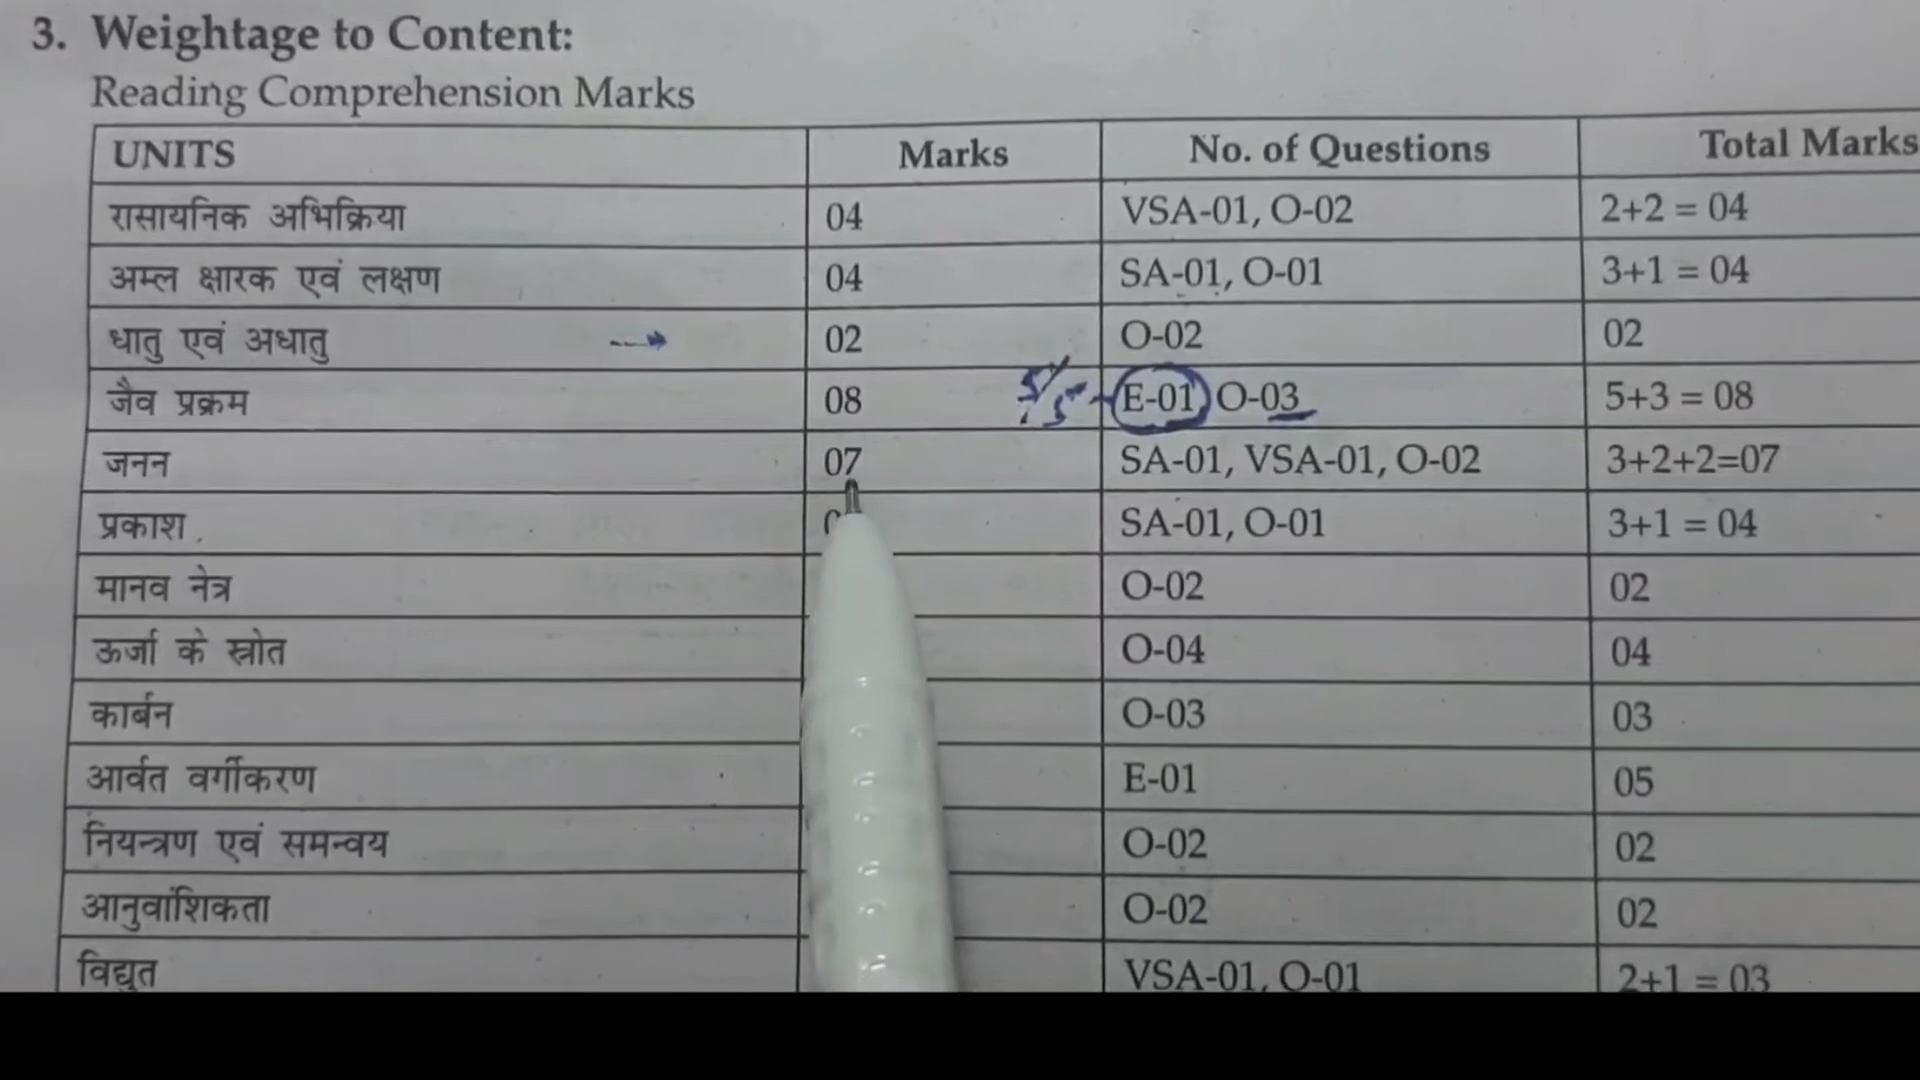 3. Weightage to Content:
Reading Comprehension Marks
UNITS Marks No. of Questions Total Marks
रासायनिक अभिक्रिया 04 VSA-01, O-02 2+2 = 04
अम्ल क्षारक एवं लक्षण 04 SA-01, O-01 3+1 = 04
धातु एवं अधातु 02 O-02 02
जैव प्रक्रम 08 E-01 O-03 5+3 = 08
जनन 07 SA-01, VSA-01, O-02 3+2+2=07
प्रकाश SA-01, O-01 3+1 = 04
मानव नेत्र O-02 02
ऊर्जा के स्त्रोत O-04 04
कार्बन O-03 03
आर्वत वर्गीकरण E-01 05
नियन्त्रण एवं समन्वय O-02 02
आनुवांशिकता O-02 02
विद्युत VSA-01, O-01 2+1 = 03